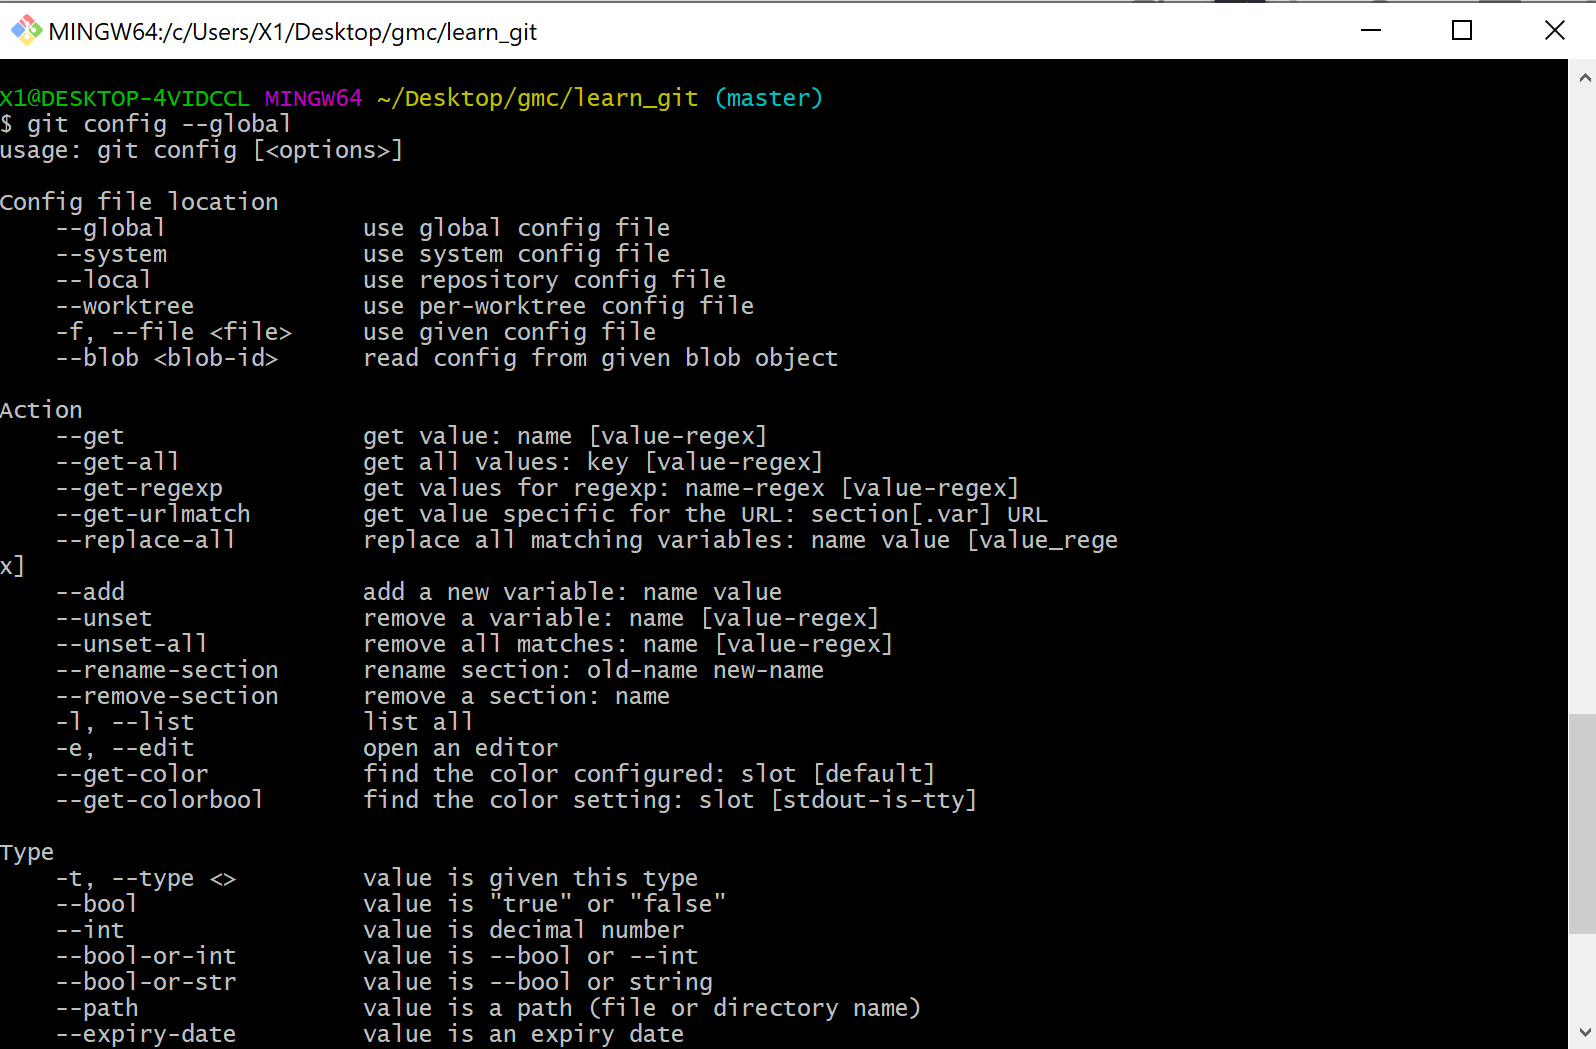 MINGW64:/c/Users/X1/Desktop/gmc/learn_git
X1@DESKTOP-4VIDCCL MINGW64 ~/Desktop/gmc/learn_git (master)
$ git config --global
usage: git config [<options>]
Config file location
    --global              use global config file
    --system              use system config file
    --local               use repository config file
    --worktree            use per-worktree config file
    -f, --file <file>     use given config file
    --blob <blob-id>      read config from given blob object
Action
    --get                 get value: name [value-regex]
    --get-all             get all values: key [value-regex]
    --get-regexp          get values for regexp: name-regex [value-regex]
    --get-urlmatch        get value specific for the URL: section[.var] URL
    --replace-all         replace all matching variables: name value [value_rege
x]
    --add                 add a new variable: name value
    --unset               remove a variable: name [value-regex]
    --unset-all           remove all matches: name [value-regex]
    --rename-section      rename section: old-name new-name
    --remove-section      remove a section: name
    -l, --list            list all
    -e, --edit            open an editor
    --get-color           find the color configured: slot [default]
    --get-colorbool       find the color setting: slot [stdout-is-tty]
Type
    -t, --type <>         value is given this type
    --bool                value is "true" or "false"
    --int                 value is decimal number
    --bool-or-int         value is --bool or --int
    --bool-or-str         value is --bool or string
    --path                value is a path (file or directory name)
    --expiry-date         value is an expiry date